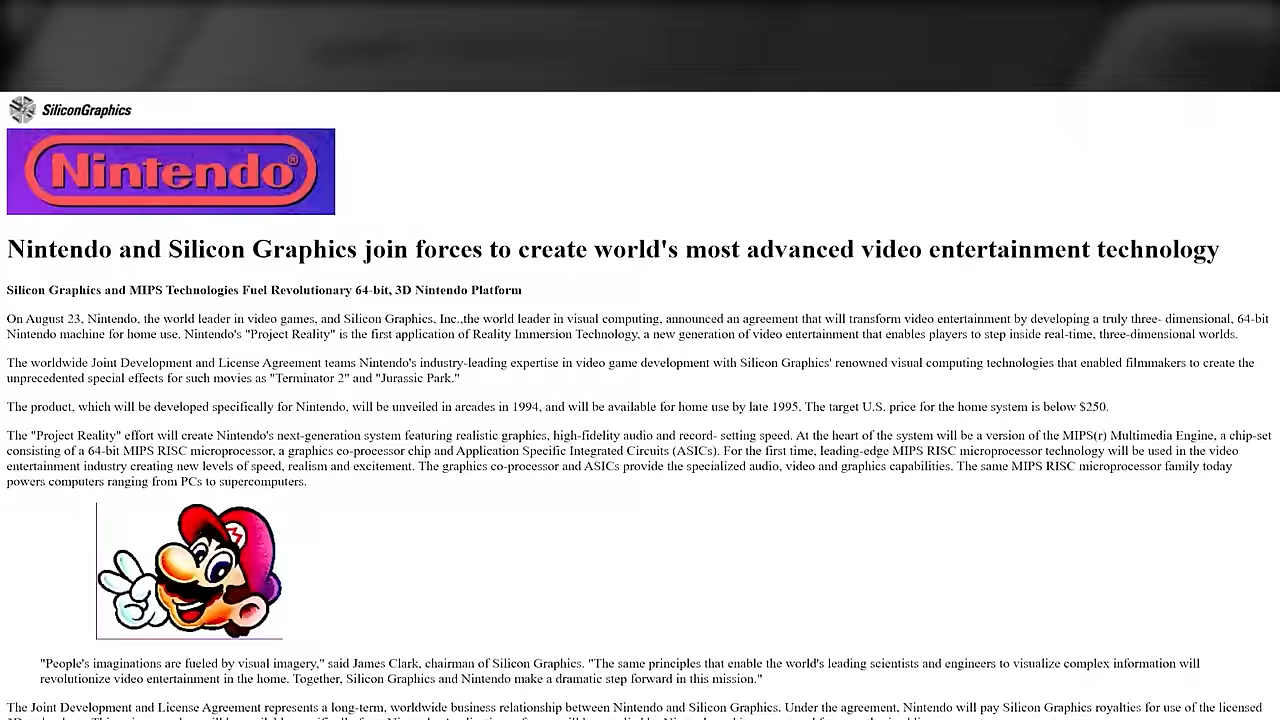 SiliconGraphics
Nintendo®
Nintendo and Silicon Graphics join forces to create world's most advanced video entertainment technology
Silicon Graphics and MIPS Technologies Fuel Revolutionary 64-bit, 3D Nintendo Platform
On August 23, Nintendo, the world leader in video games, and Silicon Graphics, Inc.,the world leader in visual computing, announced an agreement that will transform video entertainment by developing a truly three- dimensional, 64-bit
Nintendo machine for home use. Nintendo's "Project Reality" is the first application of Reality Immersion Technology, a new generation of video entertainment that enables players to step inside real-time, three-dimensional worlds.
The worldwide Joint Development and License Agreement teams Nintendo's industry-leading expertise in video game development with Silicon Graphics' renowned visual computing technologies that enabled filmmakers to create the
unprecedented special effects for such movies as "Terminator 2" and "Jurassic Park."
The product, which will be developed specifically for Nintendo, will be unveiled in arcades in 1994, and will be available for home use by late 1995. The target U.S. price for the home system is below $250.
The "Project Reality" effort will create Nintendo's next-generation system featuring realistic graphics, high-fidelity audio and record- setting speed. At the heart of the system will be a version of the MIPS(r) Multimedia Engine, a chip-set
consisting of a 64-bit MIPS RISC microprocessor, a graphics co-processor chip and Application Specific Integrated Circuits (ASICs). For the first time, leading-edge MIPS RISC microprocessor technology will be used in the video
entertainment industry creating new levels of speed, realism and excitement. The graphics co-processor and ASICs provide the specialized audio, video and graphics capabilities. The same MIPS RISC microprocessor family today
powers computers ranging from PCs to supercomputers.
M
"People's imaginations are fueled by visual imagery," said James Clark, chairman of Silicon Graphics. "The same principles that enable the world's leading scientists and engineers to visualize complex information will
revolutionize video entertainment in the home. Together, Silicon Graphics and Nintendo make a dramatic step forward in this mission."
The Joint Development and License Agreement represents a long-term, worldwide business relationship between Nintendo and Silicon Graphics. Under the agreement, Nintendo will pay Silicon Graphics royalties for use of the licensed